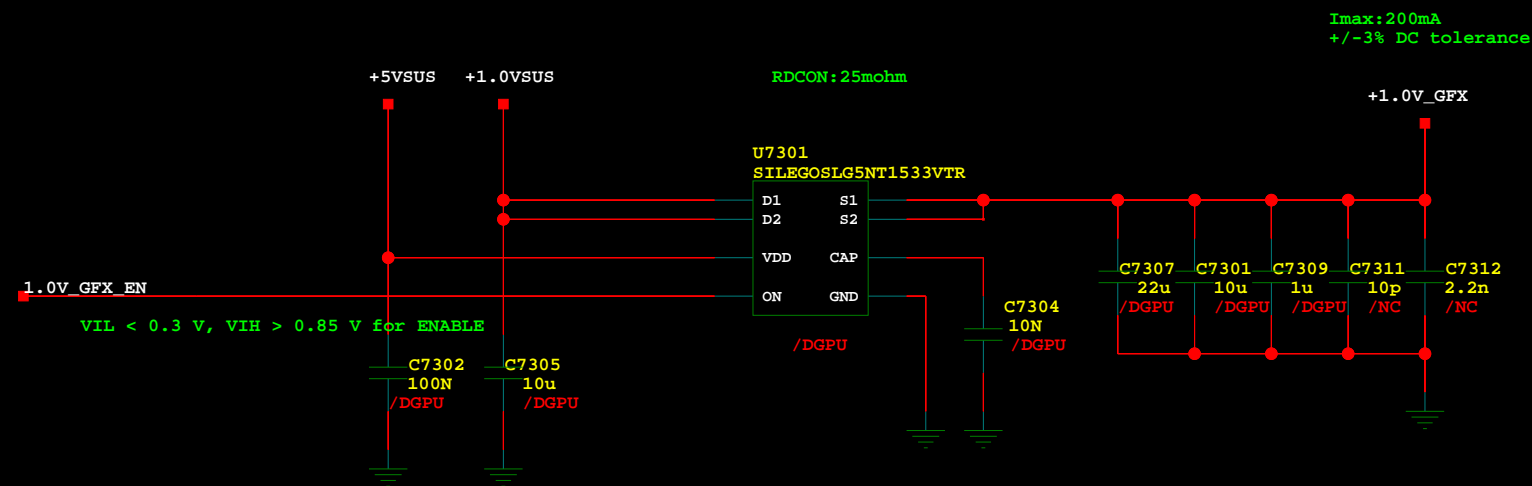 Imax:200mA
+/-3% DC tolerance
+5VSUS
+1.0VSUS
RDCON:25mohm
+1.0V_GFX
U7301
SILEGOSLG5NT1533VTR
D1
S1
D2
S2
VDD
CAP
ON
GND
1.0V_GFX_EN
VIL < 0.3 V, VIH > 0.85 V for ENABLE
/DGPU
C7302
100N
/DGPU
C7305
10u
/DGPU
C7304
10N
/DGPU
C7307
22u
/DGPU
C7301
10u
/DGPU
C7309
1u
/DGPU
C7311
10p
/NC
C7312
2.2n
/NC